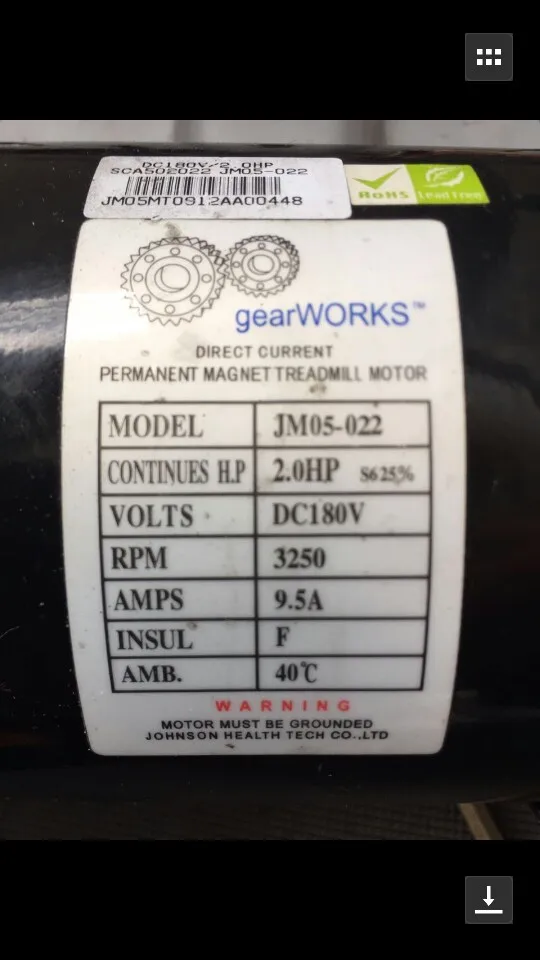 DC180V/2.0HP
SCA502022 JM05-022
JM05MT0912AA00448
RoHS Lead Free
gearWORKS™
DIRECT CURRENT
PERMANENT MAGNET TREADMILL MOTOR
MODEL JM05-022
CONTINUES H.P 2.0HP S6 25%
VOLTS DC180V
RPM 3250
AMPS 9.5A
INSUL F
AMB. 40℃
WARNING
MOTOR MUST BE GROUNDED
JOHNSON HEALTH TECH CO.,LTD